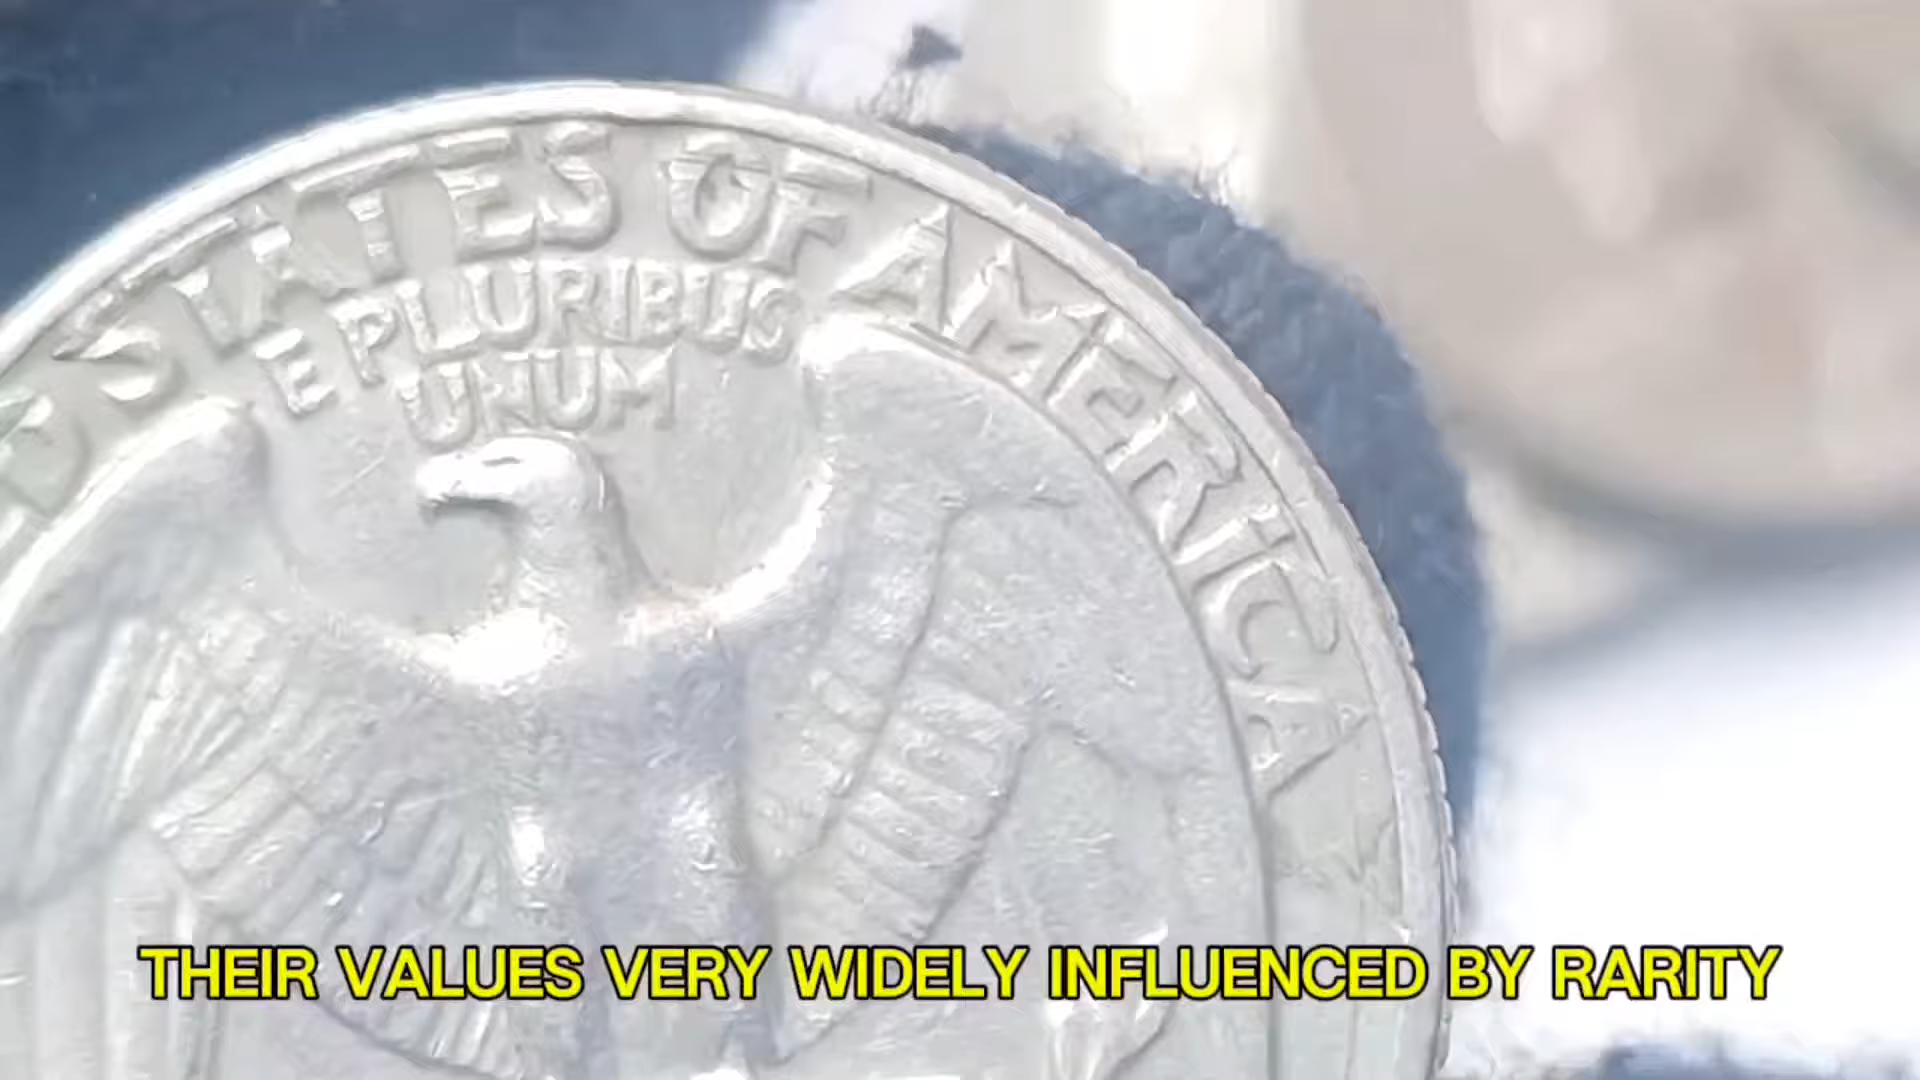 STATES OF AMERICA
E PLURIBUS
UNUM
THEIR VALUES VERY WIDELY INFLUENCED BY RARITY